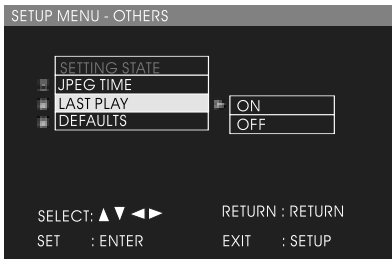 SETUP MENU - OTHERS
SETTING STATE
JPEG TIME
LAST PLAY
ON
DEFAULTS
OFF
SELECT: ▲▼◄► RETURN : RETURN
SET : ENTER EXIT : SETUP